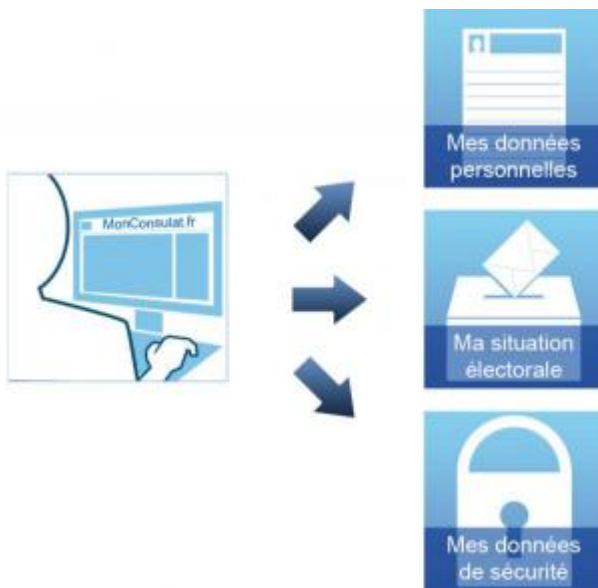 MonConsulat.fr
Mes données
personnelles
Ma situation
électorale
Mes données
de sécurité